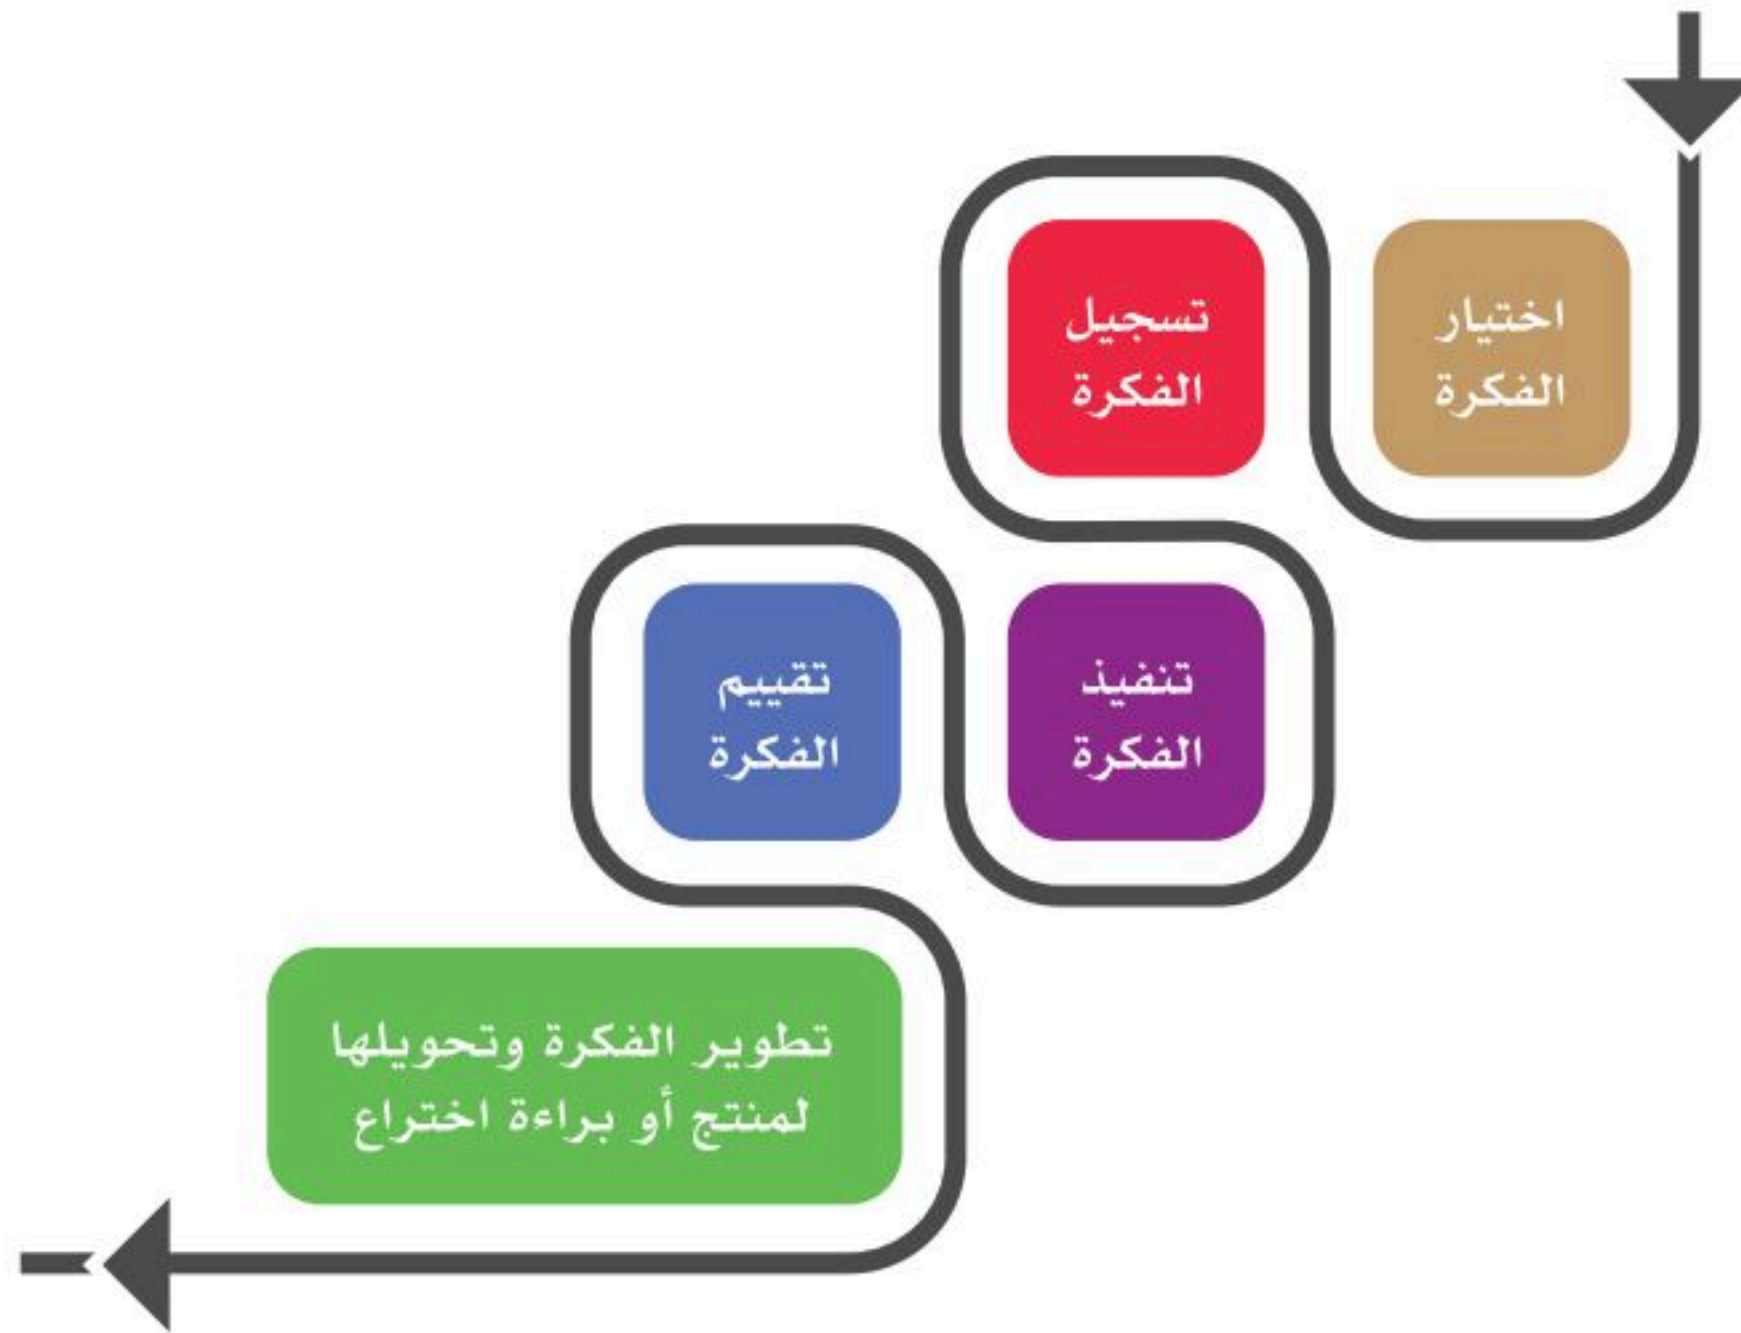 اختيار
الفكرة
تسجيل
الفكرة
تنفيذ
الفكرة
تقييم
الفكرة
تطوير الفكرة وتحويلها
لمنتج أو براءة اختراع